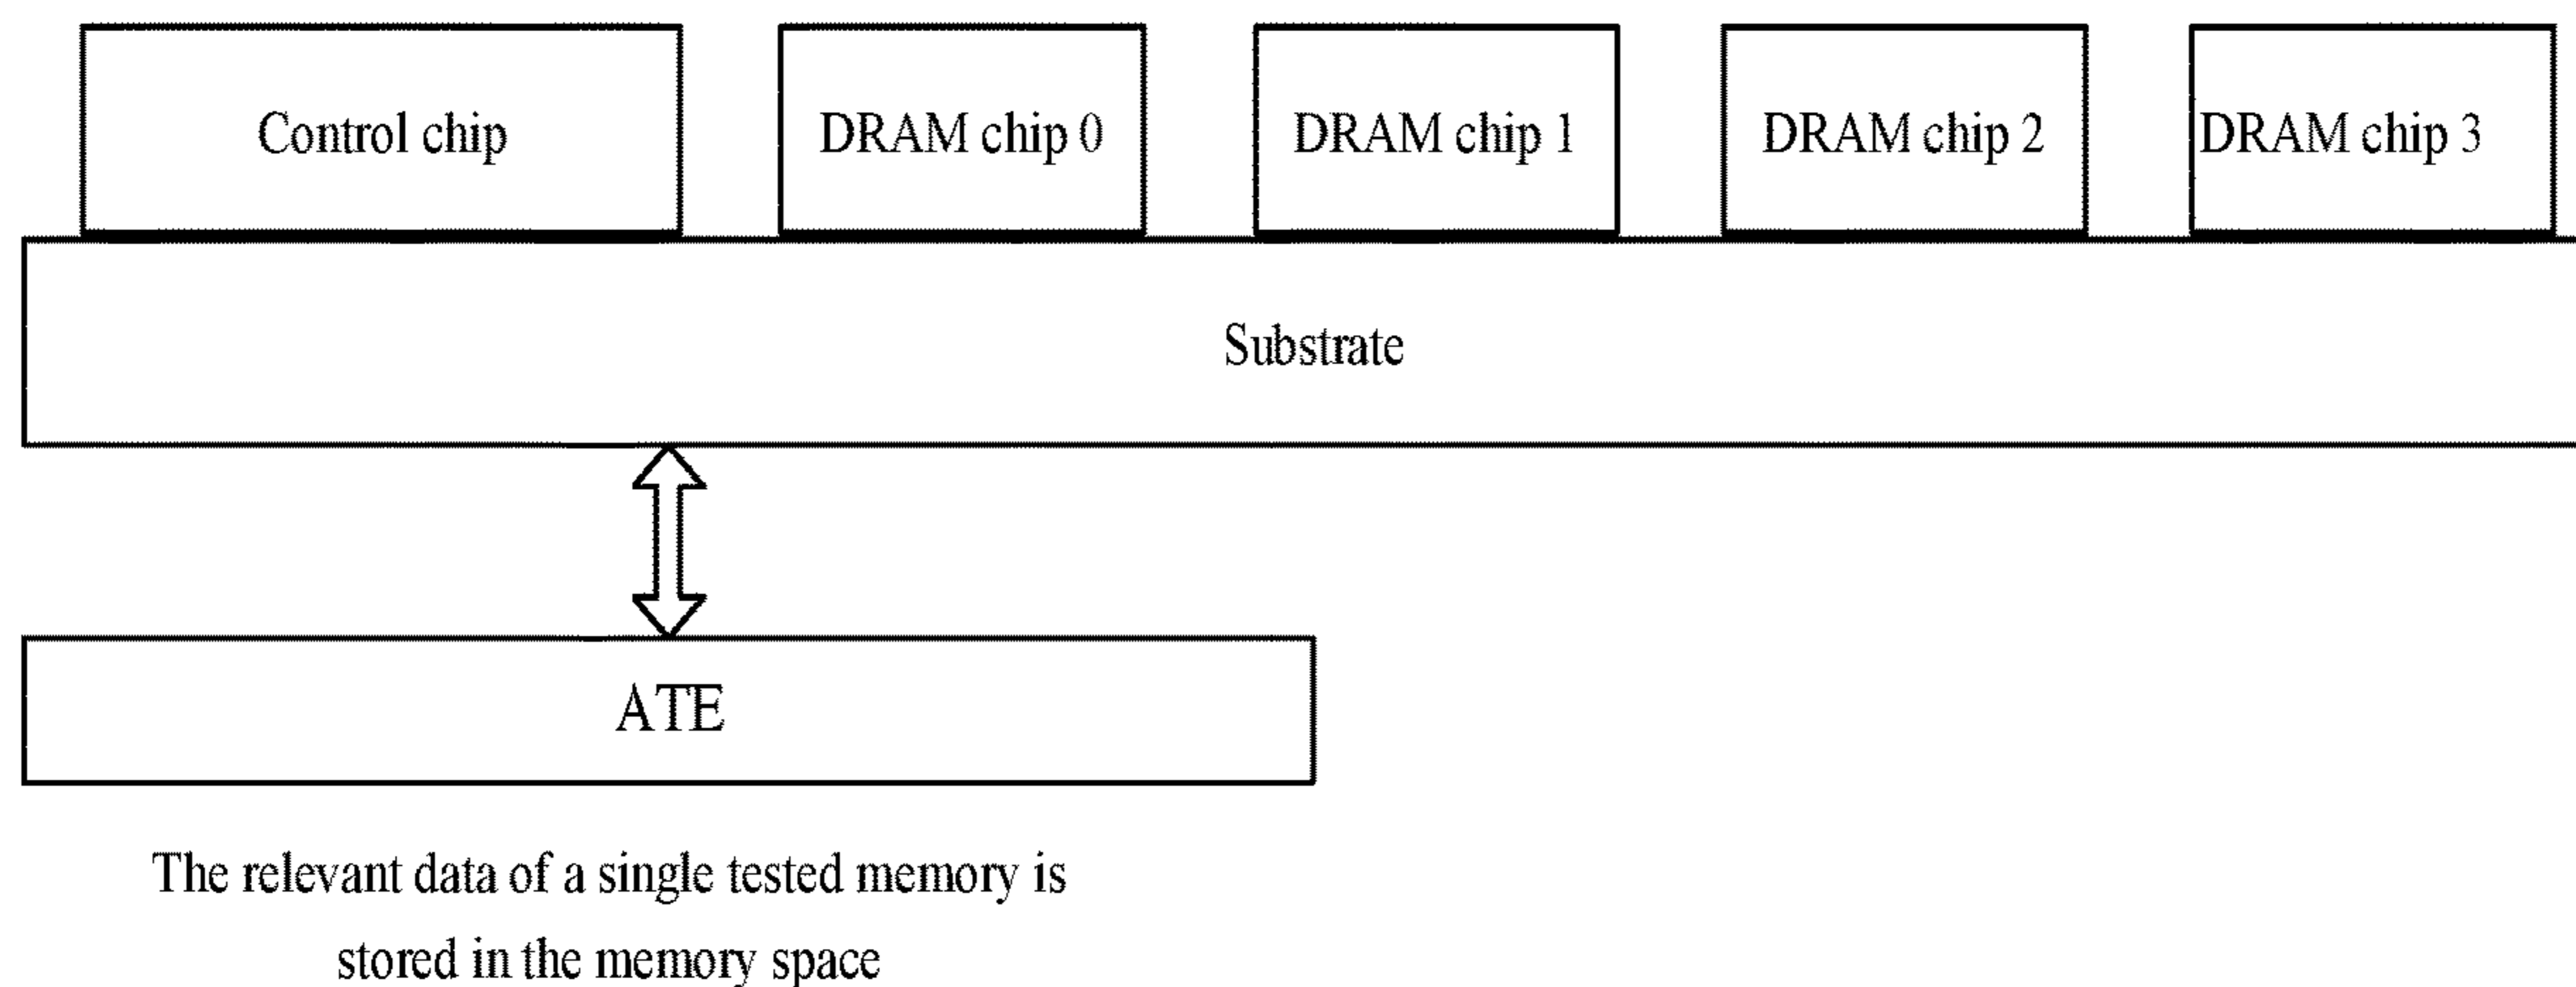 Control chip
DRAM chip 0
DRAM chip 1
DRAM chip 2
DRAM chip 3
Substrate
ATE
The relevant data of a single tested memory is
stored in the memory space